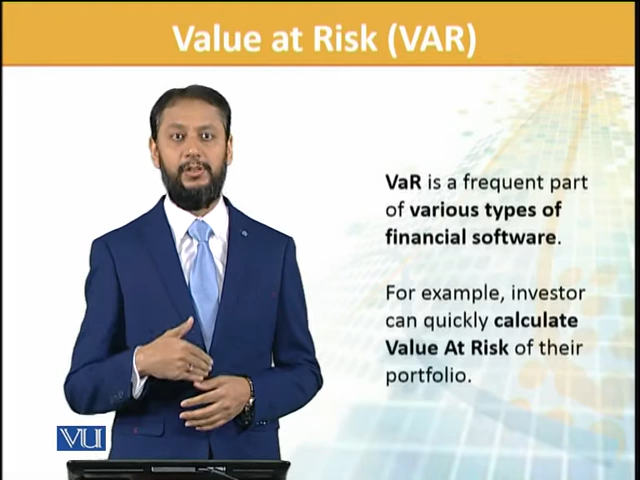 Value at Risk (VAR)
VaR is a frequent part
of various types of
financial software.
For example, investor
can quickly calculate
Value At Risk of their
portfolio.
VU